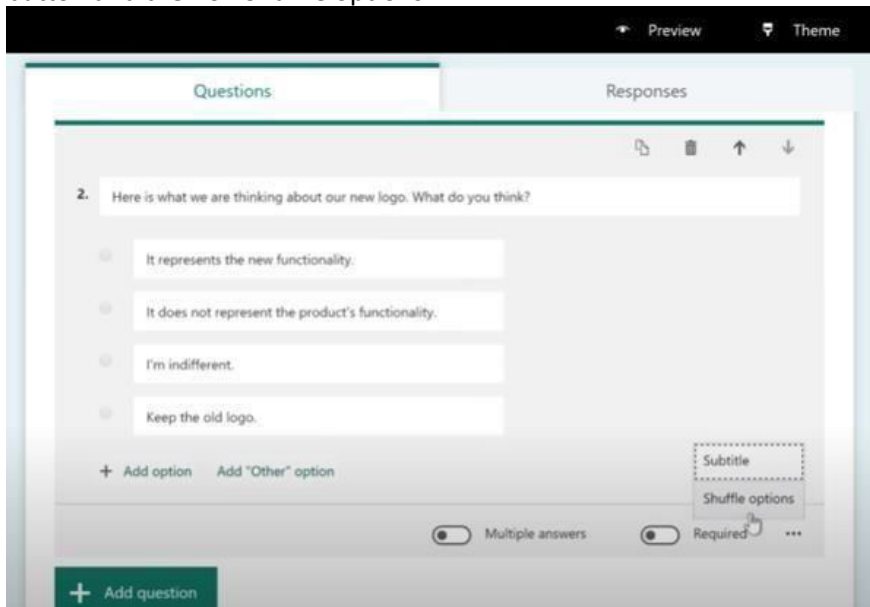 Preview Theme
Questions Responses
2. Here is what we are thinking about our new logo. What do you think?
It represents the new functionality.
It does not represent the product's functionality.
I'm indifferent.
Keep the old logo.
+ Add option Add "Other" option
Subtitle
Shuffle options
Multiple answers Required ...
+ Add question